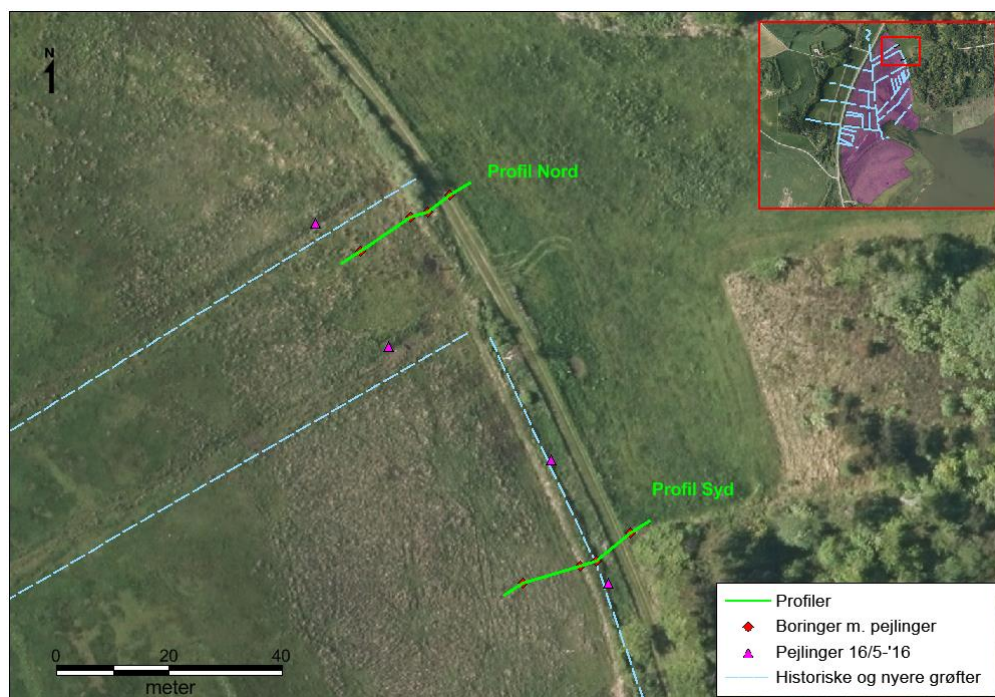 N
Profil Nord
Profil Syd
0 20 40
meter
Profiler
Boringer m. pejlinger
Pejlinger 16/5-'16
Historiske og nyere grøfter